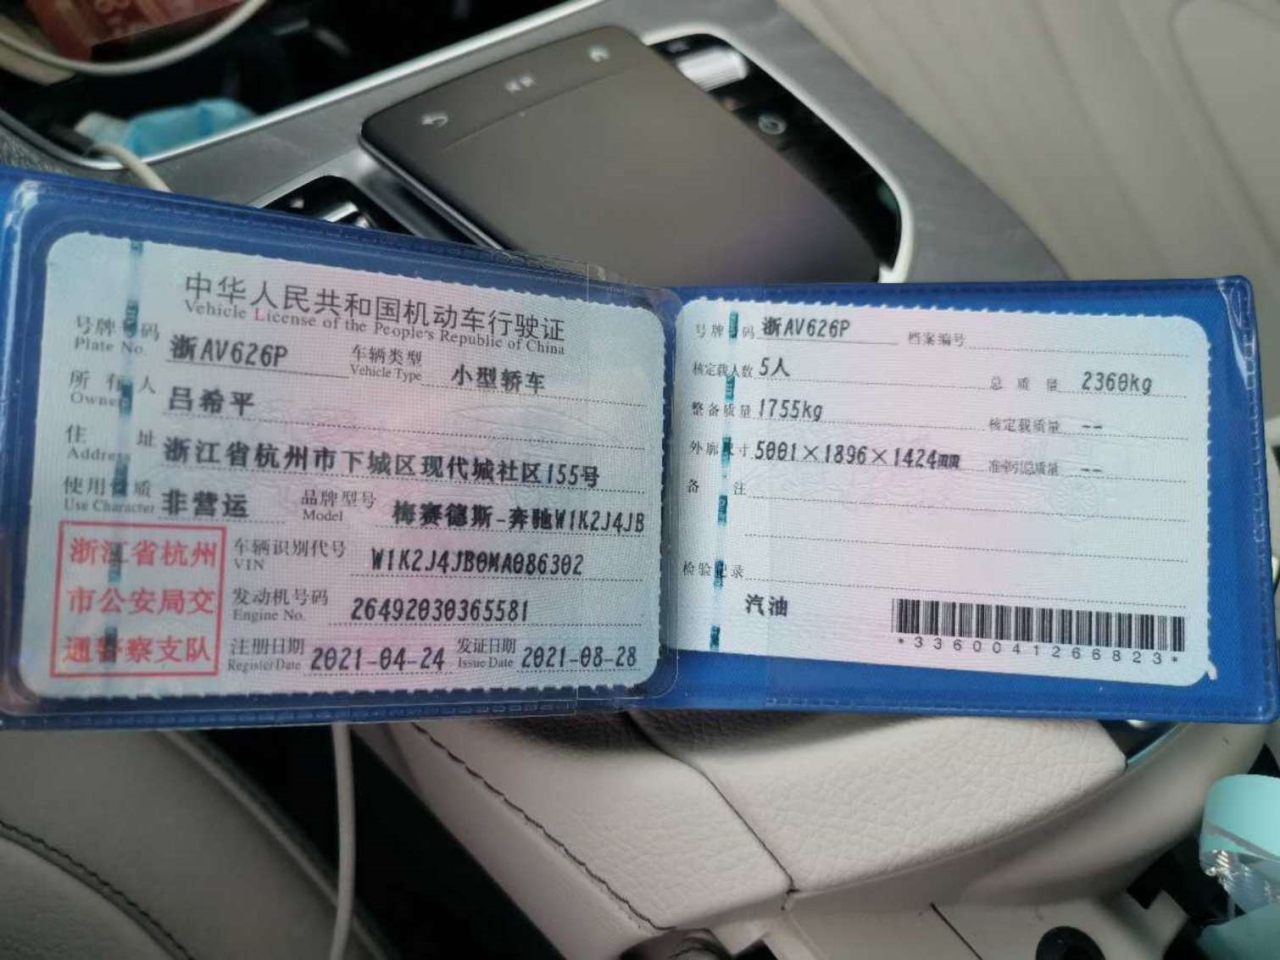 中华人民共和国机动车行驶证
Vehicle License of the People's Republic of China
号牌号码 浙AV626P 车辆类型 小型轿车
Plate No. Vehicle Type
所有人 吕希平
Owner
住址 浙江省杭州市下城区现代城社区155号
Address
使用性质 非营运 品牌型号 梅赛德斯-奔驰W1K2J4JB
Use Character Model
浙江省杭州
市公安局交
通警察支队
车辆识别代号 W1K2J4JB0MA086302
VIN
发动机号码 26492030365581
Engine No.
注册日期 2021-04-24 发证日期 2021-08-28
Register Date Issue Date
号牌号码 浙AV626P 档案编号
核定载人数 5人 总质量 2360kg
整备质量 1755kg 核定载质量 --
外廓尺寸 5001×1896×1424mm 准牵引总质量 --
备注
检验记录
汽油
*3360041266823*